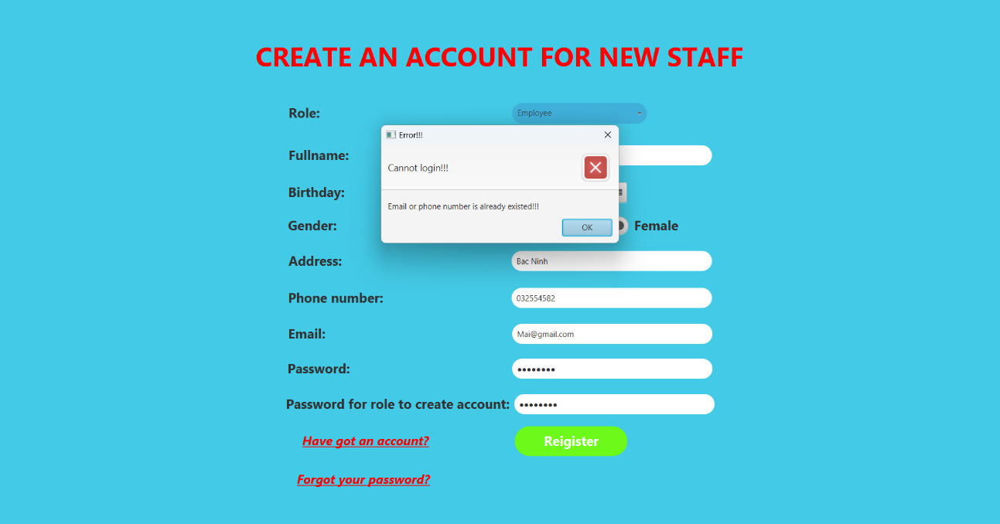 CREATE AN ACCOUNT FOR NEW STAFF
Role: Employee
Error!!!
Cannot login!!!
Fullname:
Birthday:
Email or phone number is already existed!!!
OK
Gender: Female
Address: Bac Ninh
Phone number: 032554582
Email: Mai@gmail.com
Password: ••••••••
Password for role to create account: ••••••••
Have got an account? Reigister
Forgot your password?